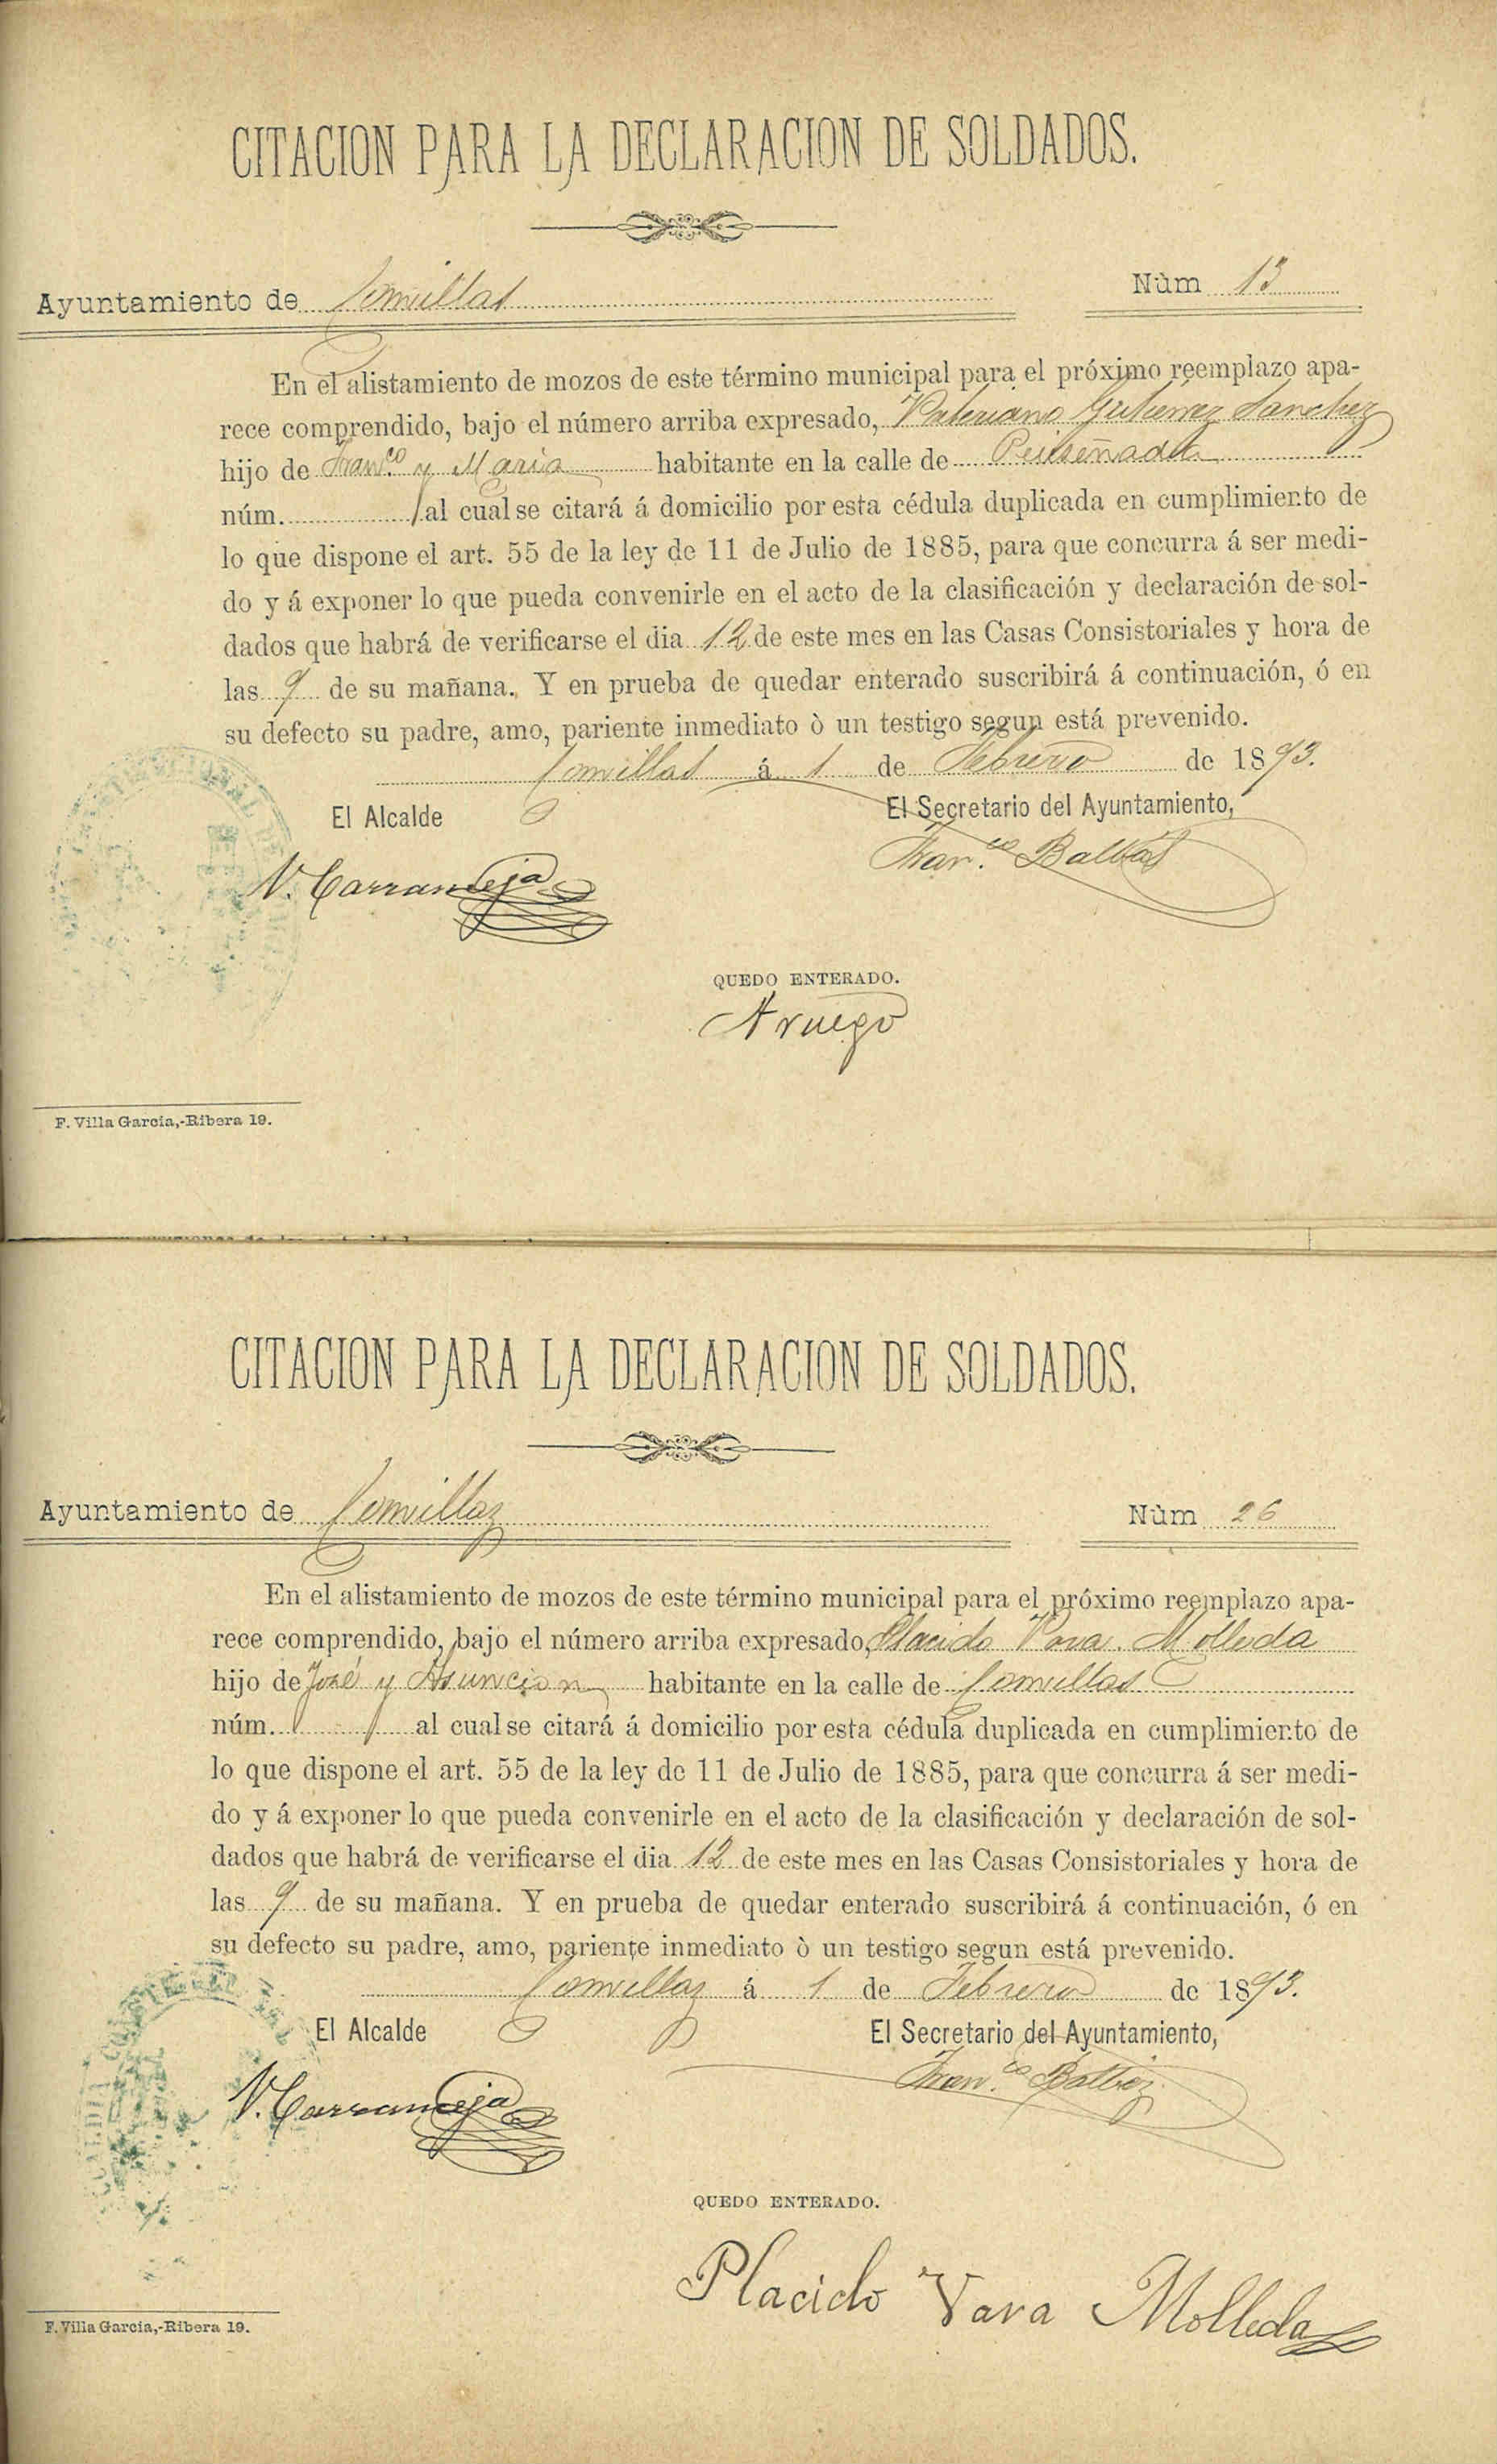 CITACION PARA LA DECLARACION DE SOLDADOS.
Ayuntamiento de Comillas Nùm 13
En el alistamiento de mozos de este término municipal para el próximo reemplazo apa-
rece comprendido, bajo el número arriba expresado, Valeriano Gutierrez Sanchez
hijo de Fran.co y Maria habitante en la calle de
núm. al cual se citará á domicilio por esta cédula duplicada en cumplimiento de
lo que dispone el art. 55 de la ley de 11 de Julio de 1885, para que concurra á ser medi-
do y á exponer lo que pueda convenirle en el acto de la clasificación y declaración de sol-
dados que habrá de verificarse el dia 12 de este mes en las Casas Consistoriales y hora de
las 9 de su mañana. Y en prueba de quedar enterado suscribirá á continuación, ó en
su defecto su padre, amo, pariente inmediato ò un testigo segun está prevenido.
Comillas á 1 de Febrero de 1893.
El Alcalde El Secretario del Ayuntamiento,
N. Carranceja Fran.co Balbás
QUEDO ENTERADO.
A ruego
F. Villa García,-Ribera 19.
CITACION PARA LA DECLARACION DE SOLDADOS.
Ayuntamiento de Comillas Nùm 26
En el alistamiento de mozos de este término municipal para el próximo reemplazo apa-
rece comprendido, bajo el número arriba expresado, Placido Vara Molleda
hijo de José y Asuncion habitante en la calle de Comillas
núm. al cual se citará á domicilio por esta cédula duplicada en cumplimiento de
lo que dispone el art. 55 de la ley de 11 de Julio de 1885, para que concurra á ser medi-
do y á exponer lo que pueda convenirle en el acto de la clasificación y declaración de sol-
dados que habrá de verificarse el dia 12 de este mes en las Casas Consistoriales y hora de
las 9 de su mañana. Y en prueba de quedar enterado suscribirá á continuación, ó en
su defecto su padre, amo, pariente inmediato ò un testigo segun está prevenido.
Comillas á 1 de Febrero de 1893.
El Alcalde El Secretario del Ayuntamiento,
N. Carranceja Fran.co Balbás
QUEDO ENTERADO.
Placido Vara Molleda
F. Villa García,-Ribera 19.